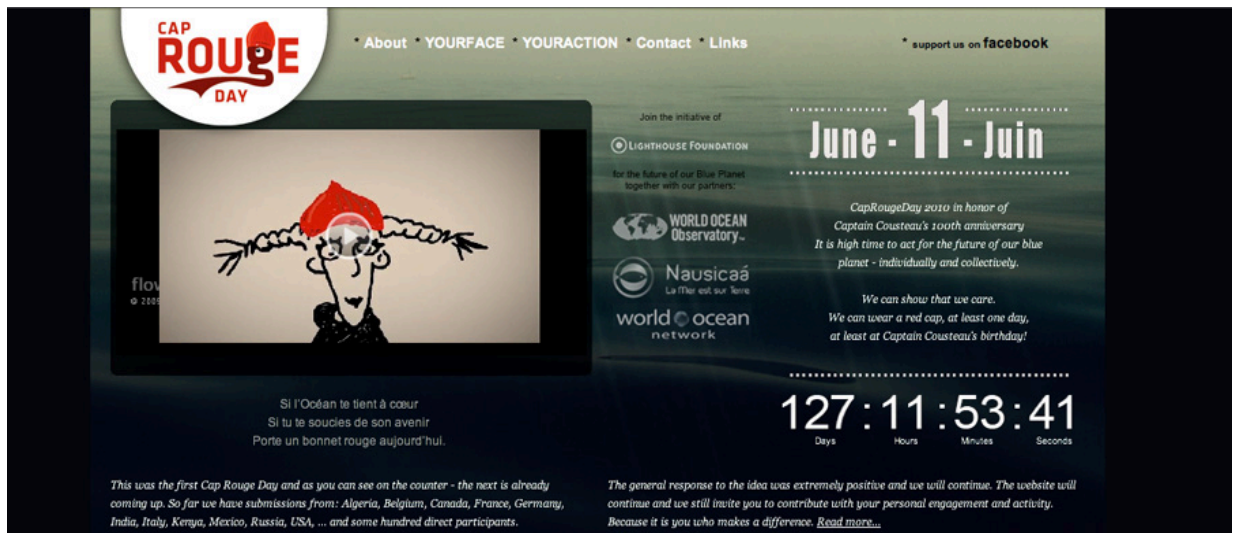 CAP
ROUGE
DAY
* About * YOURFACE * YOURACTION * Contact * Links
* support us on facebook
Join the initiative of
LIGHTHOUSE FOUNDATION
for the future of our Blue Planet
together with our partners:
WORLD OCEAN
Observatory
Nausicaá
La Mer est sur Terre
world ocean
network
flow
© 2009
June - 11 - Juin
CapRougeDay 2010 in honor of
Captain Cousteau's 100th anniversary
It is high time to act for the future of our blue
planet - individually and collectively.
We can show that we care.
We can wear a red cap, at least one day,
at least at Captain Cousteau's birthday!
127 : 11 : 53 : 41
Days Hours Minutes Seconds
Si l'Océan te tient à cœur
Si tu te soucies de son avenir
Porte un bonnet rouge aujourd'hui.
This was the first Cap Rouge Day and as you can see on the counter - the next is already
coming up. So far we have submissions from: Algeria, Belgium, Canada, France, Germany,
India, Italy, Kenya, Mexico, Russia, USA, ... and some hundred direct participants.
The general response to the idea was extremely positive and we will continue. The website will
continue and we still invite you to contribute with your personal engagement and activity.
Because it is you who makes a difference. Read more...